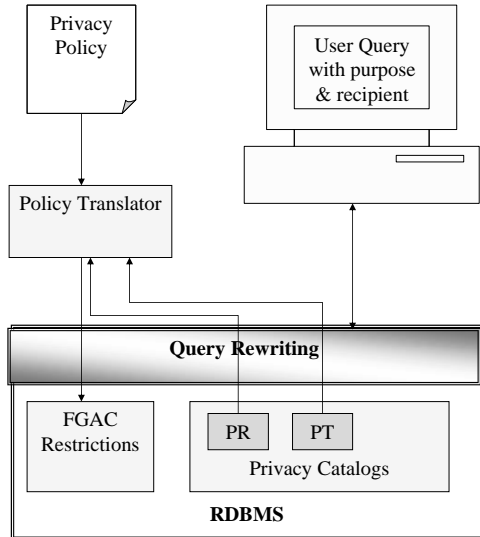 Privacy
Policy
User Query
with purpose
& recipient
Policy Translator
Query Rewriting
FGAC
Restrictions
PR
PT
Privacy Catalogs
RDBMS